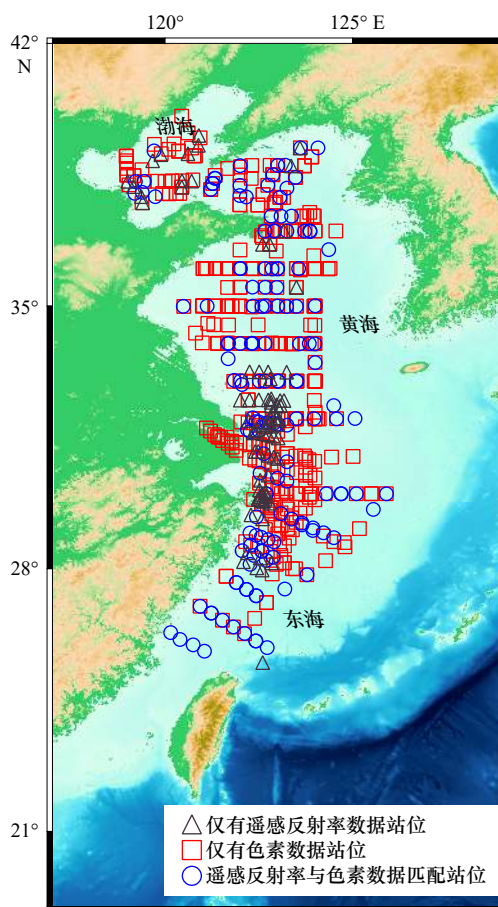 120° 125° E
42°
N
渤海
35°
黄海
28°
东海
21°
仅有遥感反射率数据站位
仅有色素数据站位
遥感反射率与色素数据匹配站位